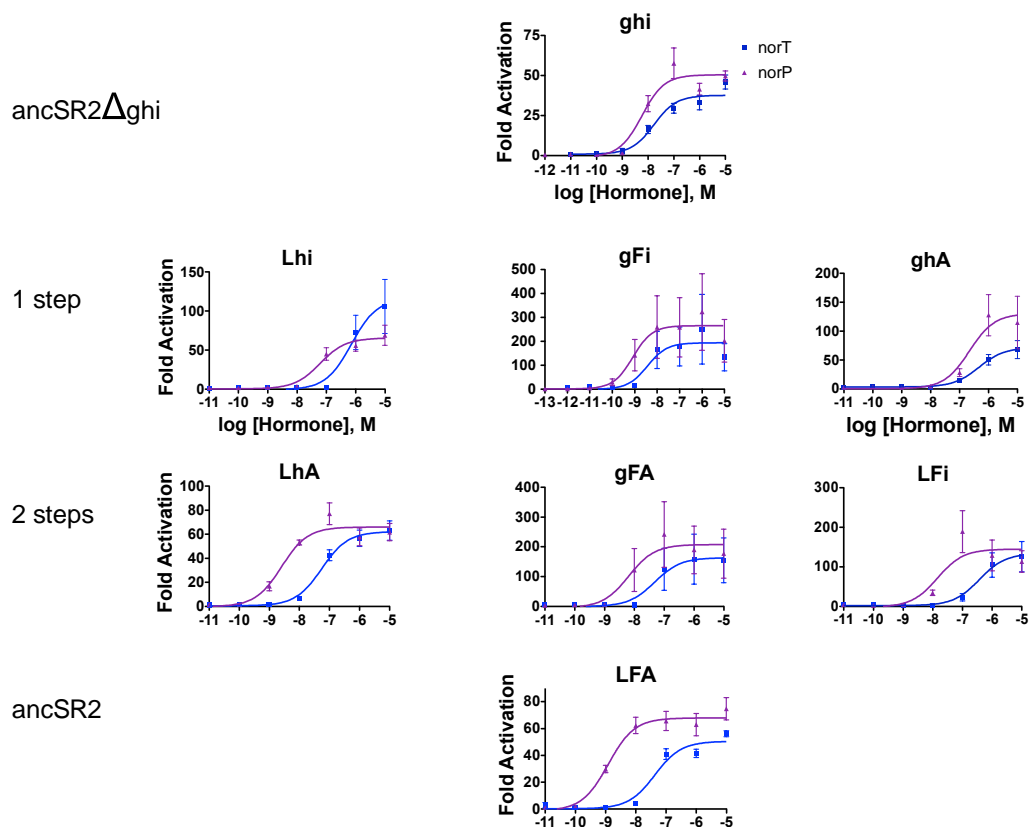 ghi
norT
norP
ancSR2Δghi
Fold Activation
75
50
25
0
-12 -11 -10 -9 -8 -7 -6 -5
log [Hormone], M
1 step
Lhi
Fold Activation
150
100
50
0
-11 -10 -9 -8 -7 -6 -5
log [Hormone], M
gFi
500
400
300
200
100
0
-13 -12 -11 -10 -9 -8 -7 -6 -5
ghA
200
150
100
50
0
-11 -10 -9 -8 -7 -6 -5
log [Hormone], M
2 steps
LhA
Fold Activation
100
80
60
40
20
0
-11 -10 -9 -8 -7 -6 -5
gFA
400
300
200
100
0
-11 -10 -9 -8 -7 -6 -5
LFi
300
200
100
0
-11 -10 -9 -8 -7 -6 -5
ancSR2
LFA
Fold Activation
80
60
40
20
0
-11 -10 -9 -8 -7 -6 -5